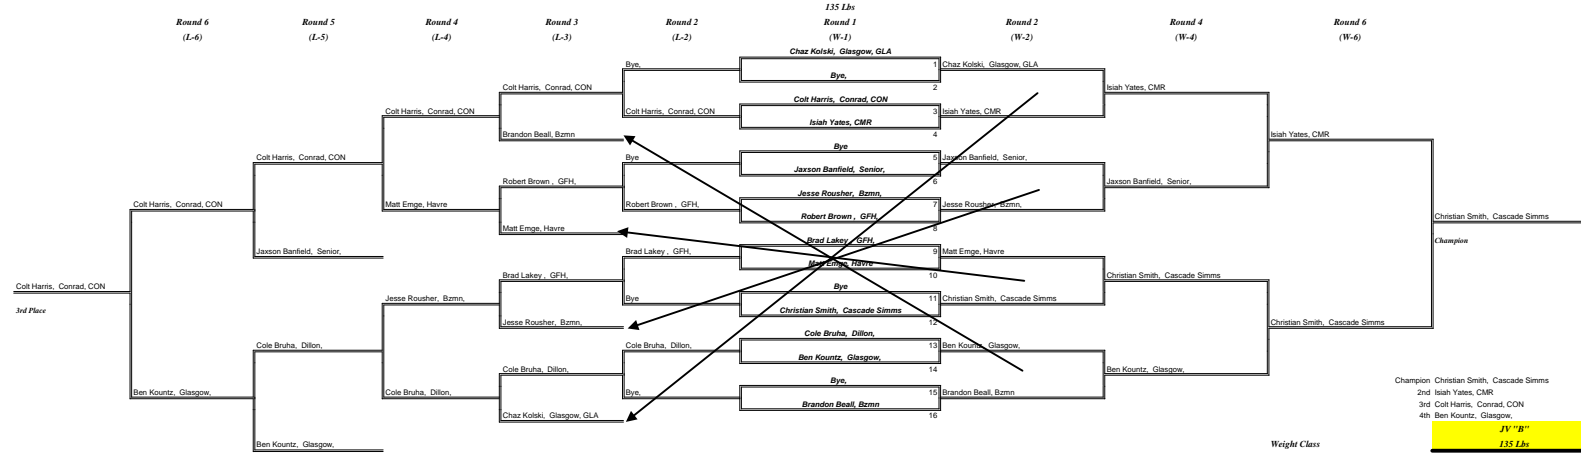 135 Lbs
Round 6 Round 5 Round 4 Round 3 Round 2 Round 1 Round 2 Round 4 Round 6
(L-6) (L-5) (L-4) (L-3) (L-2) (W-1) (W-2) (W-4) (W-6)
Chaz Kolski, Glasgow, GLA
Bye, 1 Chaz Kolski, Glasgow, GLA
Bye,
Colt Harris, Conrad, CON 2 Isiah Yates, CMR
Colt Harris, Conrad, CON
Colt Harris, Conrad, CON Colt Harris, Conrad, CON 3 Isiah Yates, CMR
Isiah Yates, CMR
Brandon Beall, Bzmn 4 Isiah Yates, CMR
Bye
Colt Harris, Conrad, CON Bye 5 Jaxson Banfield, Senior,
Jaxson Banfield, Senior,
Robert Brown , GFH, 6 Jaxson Banfield, Senior,
Jesse Rousher, Bzmn,
Matt Emge, Havre Robert Brown , GFH, 7 Jesse Rousher, Bzmn,
Colt Harris, Conrad, CON Robert Brown , GFH, Christian Smith, Cascade Simms
Matt Emge, Havre 8
Brad Lakey , GFH, Champion
Jaxson Banfield, Senior, Brad Lakey , GFH, 9 Matt Emge, Havre
Matt Emge, Havre
Brad Lakey , GFH, 10 Christian Smith, Cascade Simms
Colt Harris, Conrad, CON Bye
Jesse Rousher, Bzmn, Bye 11 Christian Smith, Cascade Simms
3rd Place Christian Smith, Cascade Simms
Jesse Rousher, Bzmn, 12 Christian Smith, Cascade Simms
Cole Bruha, Dillon,
Cole Bruha, Dillon, Cole Bruha, Dillon, 13 Ben Kountz, Glasgow,
Ben Kountz, Glasgow,
Cole Bruha, Dillon, 14 Ben Kountz, Glasgow,
Bye, Champion Christian Smith, Cascade Simms
Ben Kountz, Glasgow, Cole Bruha, Dillon, Bye, 15 Brandon Beall, Bzmn 2nd Isiah Yates, CMR
Brandon Beall, Bzmn 3rd Colt Harris, Conrad, CON
Chaz Kolski, Glasgow, GLA 16 4th Ben Kountz, Glasgow,
JV "B"
Ben Kountz, Glasgow, Weight Class 135 Lbs